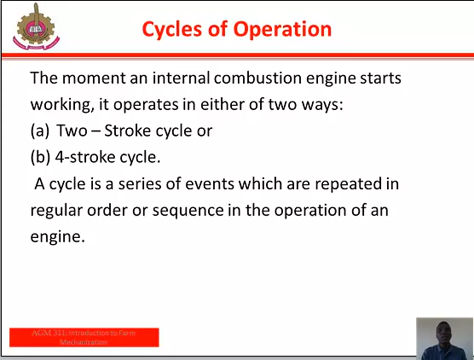 Cycles of Operation
The moment an internal combustion engine starts
working, it operates in either of two ways:
(a) Two – Stroke cycle or
(b) 4-stroke cycle.
A cycle is a series of events which are repeated in
regular order or sequence in the operation of an
engine.
AGM 311: Introduction to Farm
Mechanization